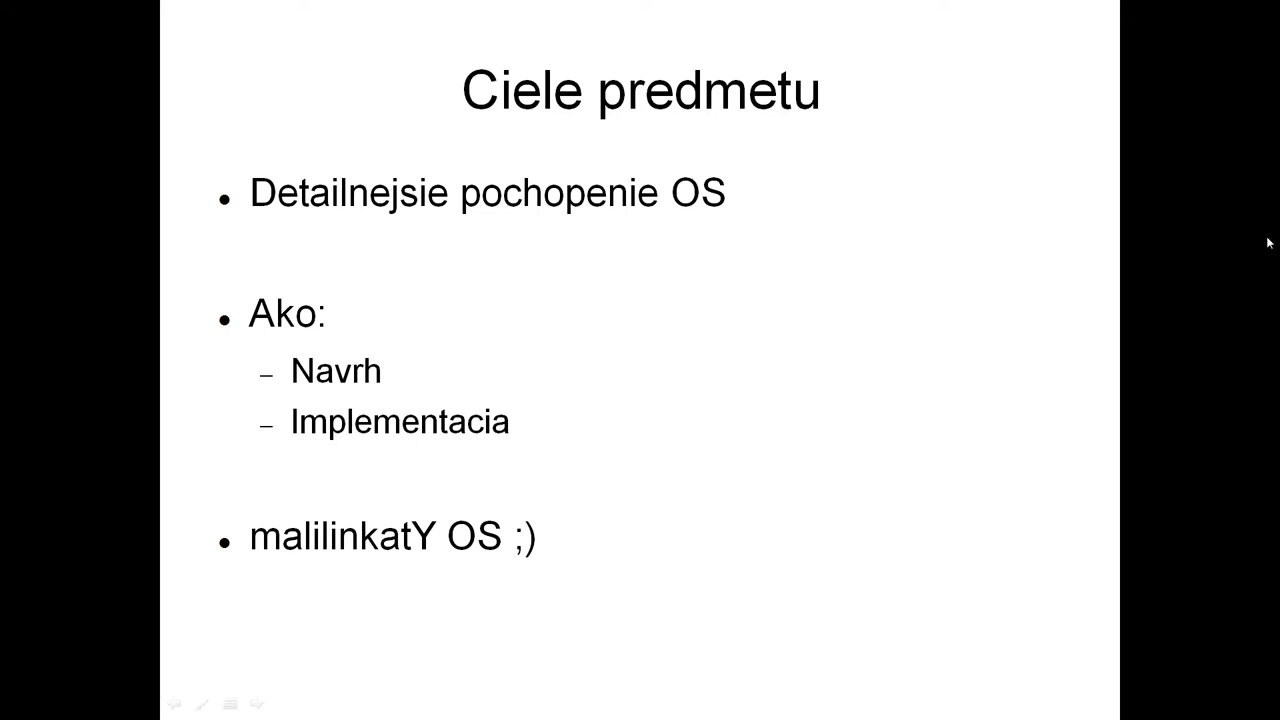 Ciele predmetu
Detailnejsie pochopenie OS
Ako:
Navrh
Implementacia
malilinkatY OS ;)